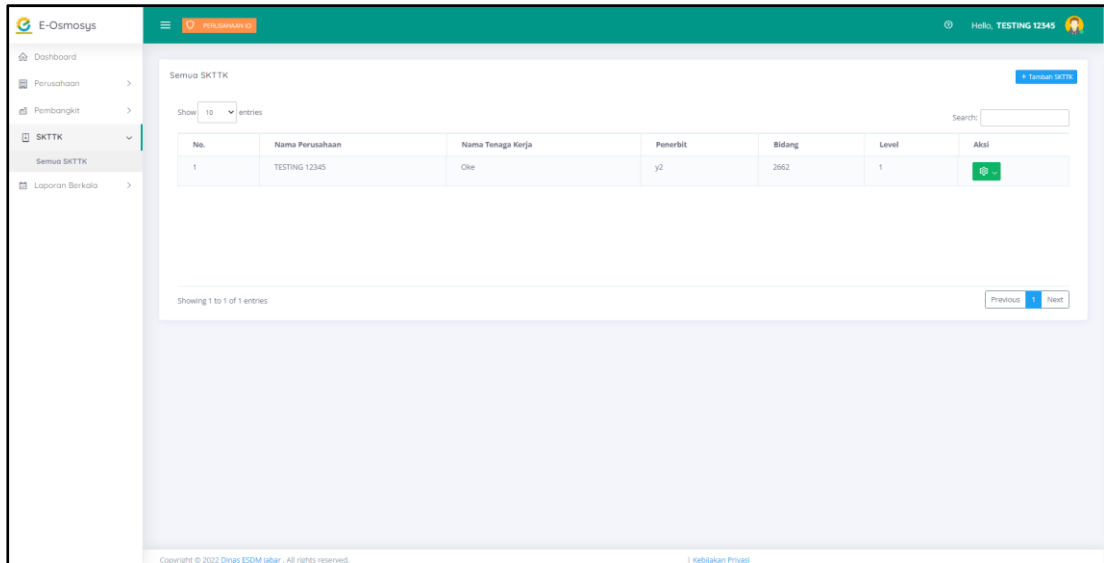 E-Osmosys
PERUSAHAAN IO
Hello, TESTING 12345
Dashboard
Perusahaan
Pembangkit
SKTTK
Semua SKTTK
Laporan Berkala
Semua SKTTK
+ Tambah SKTTK
Show 10 entries
Search:
No. Nama Perusahaan Nama Tenaga Kerja Penerbit Bidang Level Aksi
1 TESTING 12345 Oke y2 2662 1
Showing 1 to 1 of 1 entries
Previous 1 Next
Copyright © 2022 Dinas ESDM Jabar . All rights reserved.
| Kebijakan Privasi